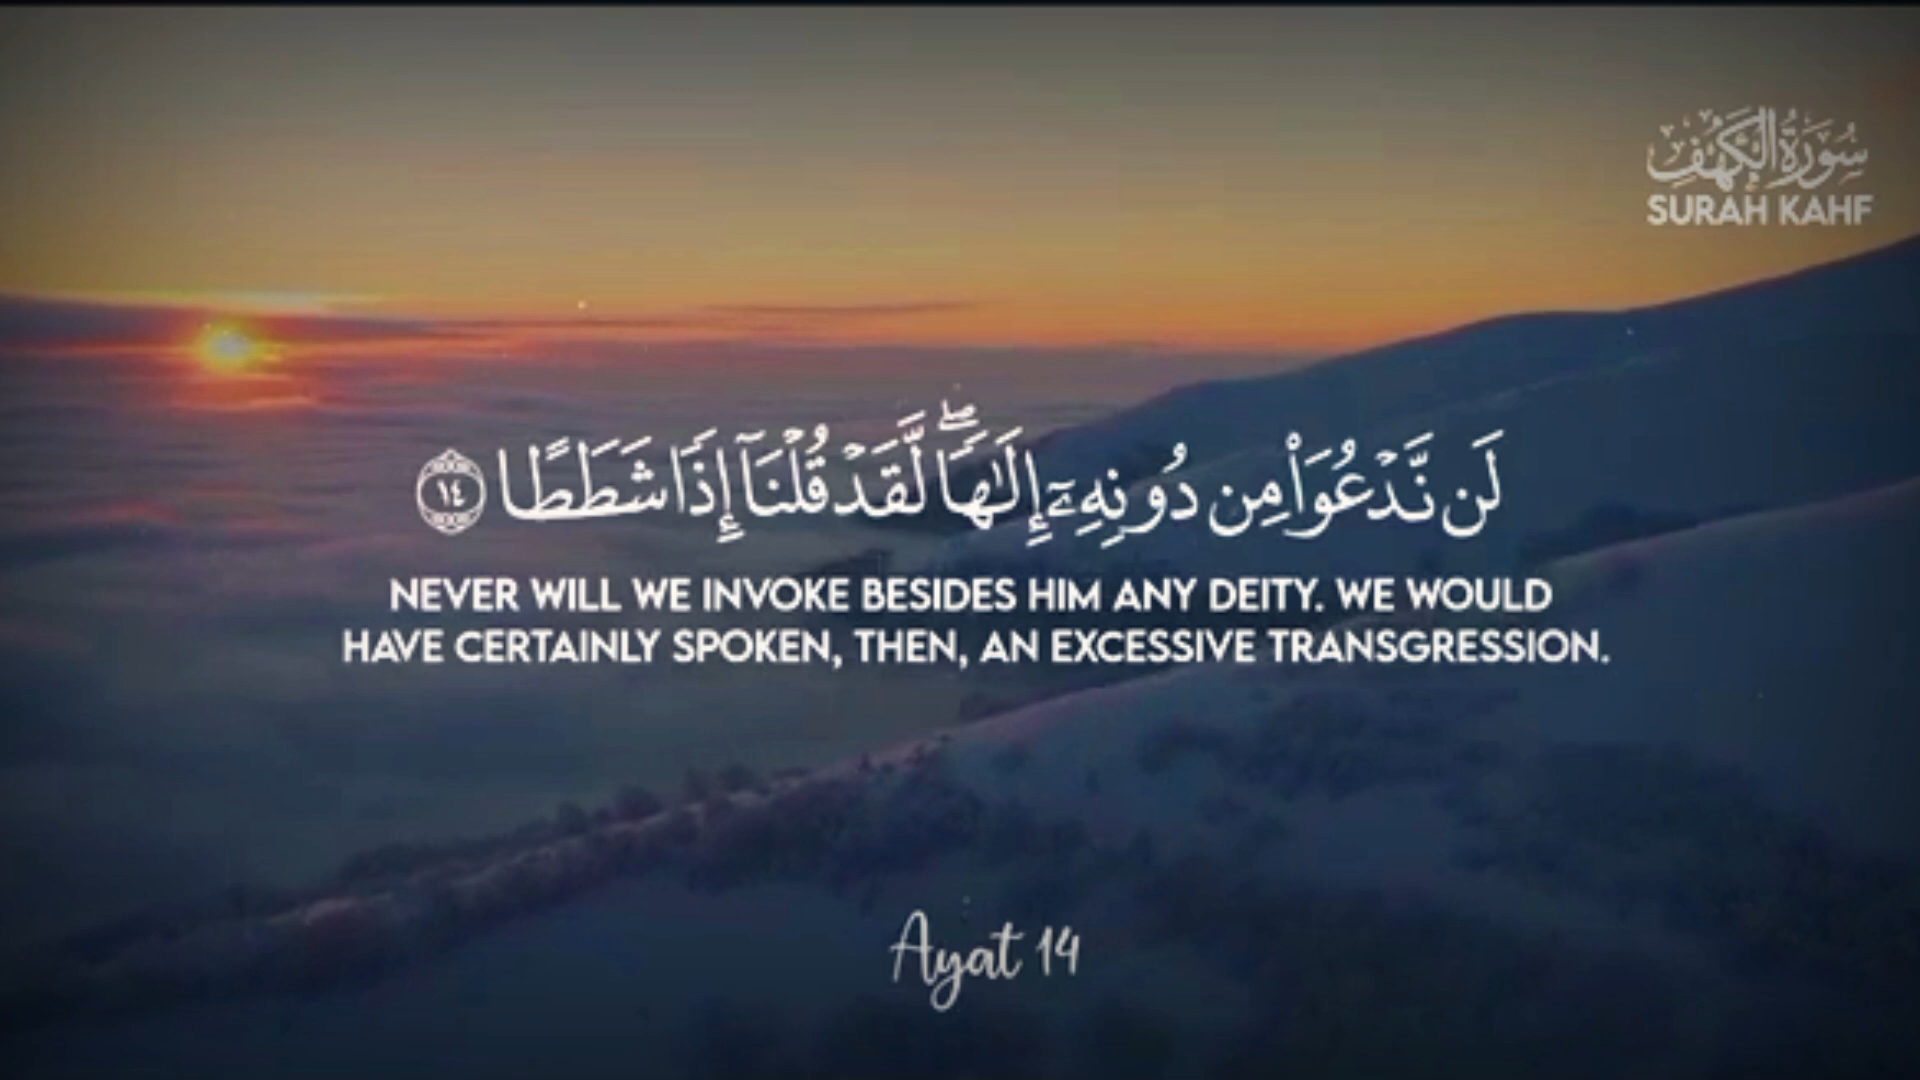 سُورَةُ الكَهْفِ
SURAH KAHF
لَن نَّدْعُوَا۟ مِن دُونِهِۦٓ إِلَـٰهًا ۖ لَّقَدْ قُلْنَآ إِذًا شَطَطًا ١٤
NEVER WILL WE INVOKE BESIDES HIM ANY DEITY. WE WOULD
HAVE CERTAINLY SPOKEN, THEN, AN EXCESSIVE TRANSGRESSION.
Ayat 14